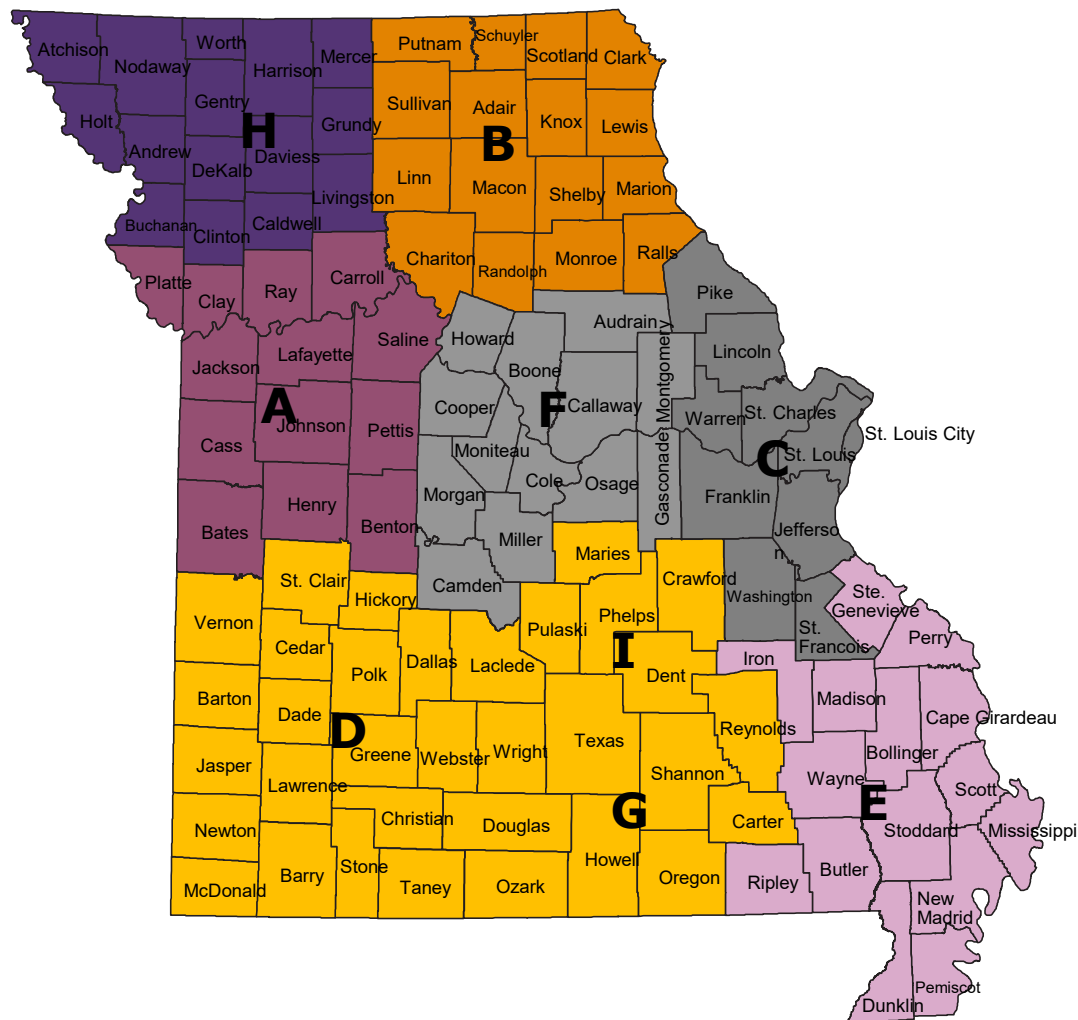 Atchison
Nodaway
Worth
Harrison
Mercer
Putnam
Schuyler
Scotland
Clark
Holt
Gentry
Grundy
Sullivan
Adair
Knox
Lewis
Andrew
DeKalb
H
Daviess
Livingston
Linn
B
Macon
Shelby
Marion
Buchanan
Clinton
Caldwell
Chariton
Randolph
Monroe
Ralls
Platte
Clay
Ray
Carroll
Pike
Jackson
Lafayette
Saline
Howard
Audrain
Montgomery
Lincoln
Boone
A
Johnson
Pettis
Cooper
F
Callaway
Warren
St. Charles
St. Louis City
Cass
Moniteau
C
St. Louis
Bates
Henry
Benton
Morgan
Cole
Osage
Gasconade
Franklin
Jefferso
n
Miller
Maries
St. Clair
Hickory
Camden
Crawford
Washington
Ste.
Genevieve
Vernon
Cedar
Polk
Dallas
Laclede
Pulaski
Phelps
I
Dent
Iron
St.
Francois
Perry
Barton
Dade
D
Greene
Webster
Wright
Texas
Reynolds
Madison
Cape Girardeau
Bollinger
Jasper
Lawrence
Shannon
Wayne
E
Scott
Newton
Christian
Douglas
G
Carter
Stoddard
Mississippi
McDonald
Barry
Stone
Taney
Ozark
Howell
Oregon
Ripley
Butler
New
Madrid
Pemiscot
Dunklin